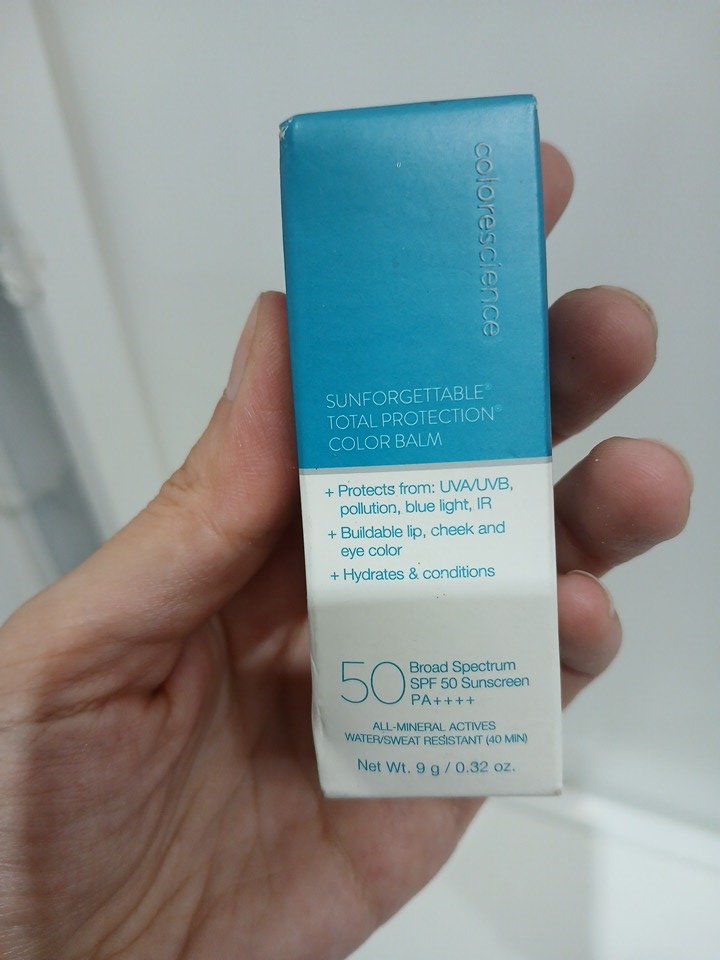 colorescience
SUNFORGETTABLE®
TOTAL PROTECTION®
COLOR BALM
+ Protects from: UVA/UVB,
pollution, blue light, IR
+ Buildable lip, cheek and
eye color
+ Hydrates & conditions
50
Broad Spectrum
SPF 50 Sunscreen
PA++++
ALL-MINERAL ACTIVES
WATER/SWEAT RESISTANT (40 MIN)
Net Wt. 9 g / 0.32 oz.